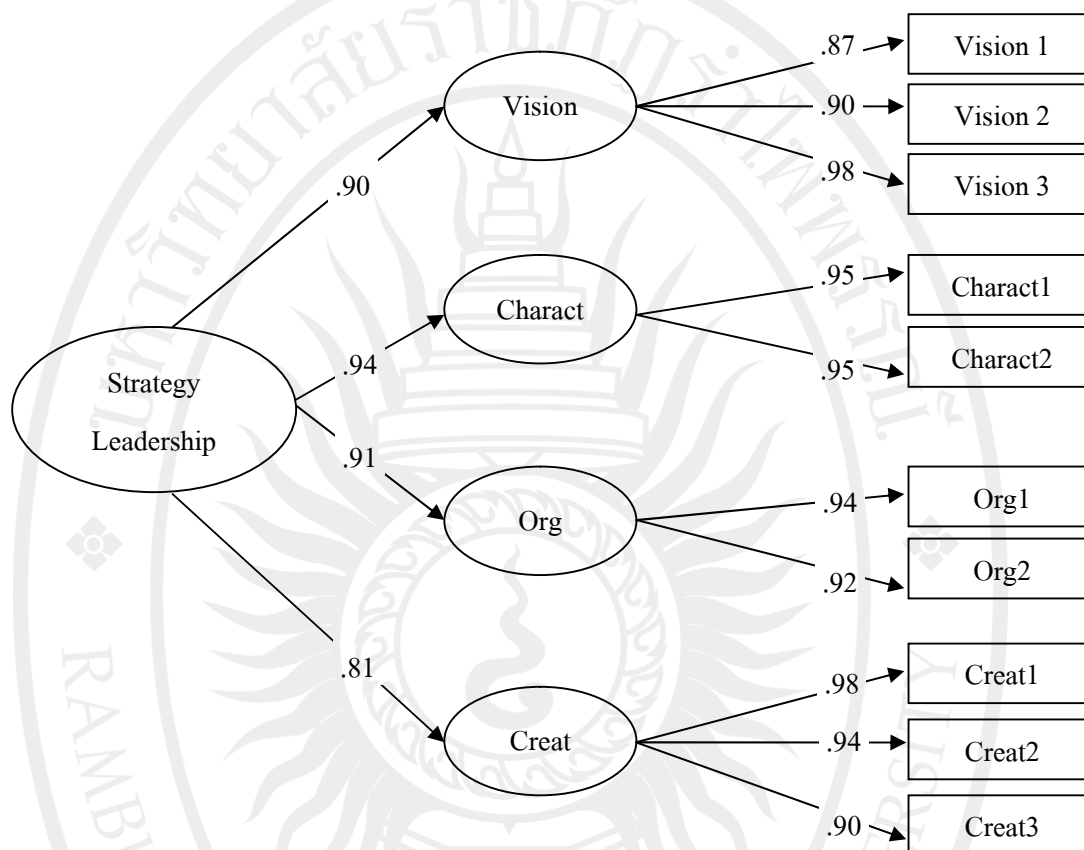 .87
Vision 1
Vision
.90
Vision 2
.98
Vision 3
.90
.95
Charact1
Charact
.94
.95
Charact2
Strategy
Leadership
.91
.94
Org1
Org
.92
Org2
.81
.98
Creat1
Creat
.94
Creat2
.90
Creat3